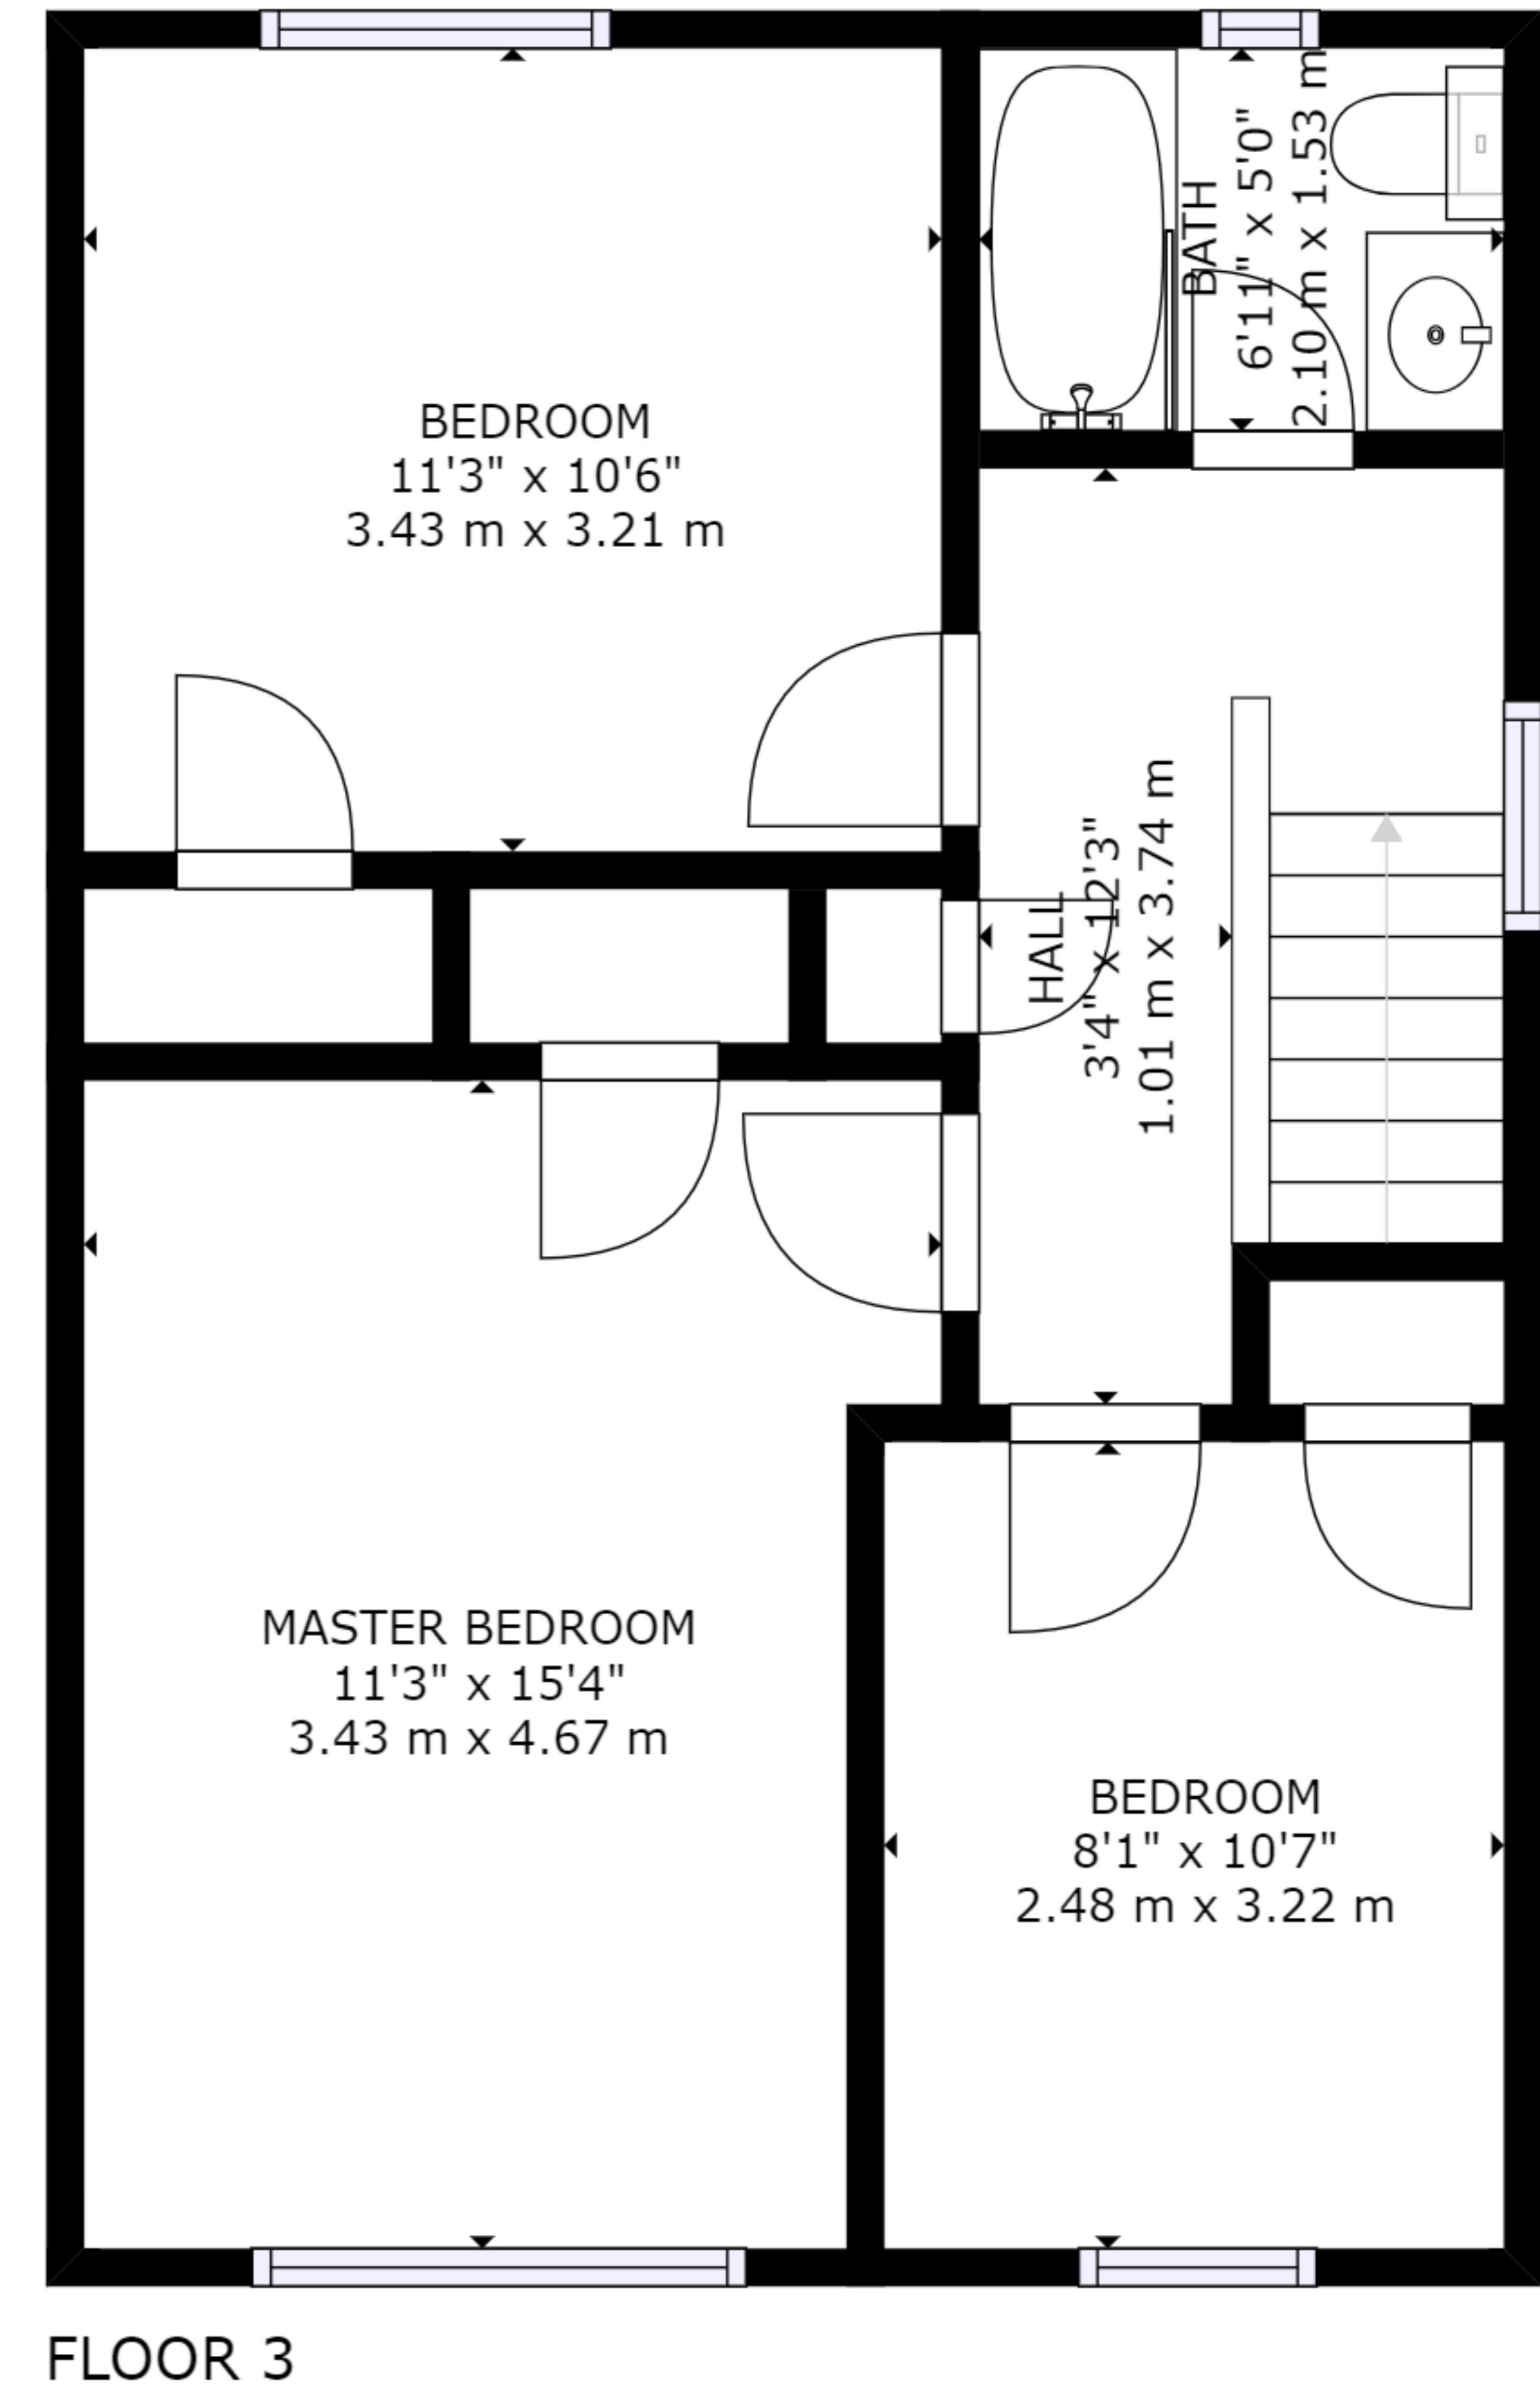 BATH
6'11" x 5'0"
2.10 m x 1.53 m
BEDROOM
11'3" x 10'6"
3.43 m x 3.21 m
HALL
3'4" x 12'3"
1.01 m x 3.74 m
MASTER BEDROOM
11'3" x 15'4"
3.43 m x 4.67 m
BEDROOM
8'1" x 10'7"
2.48 m x 3.22 m
FLOOR 3